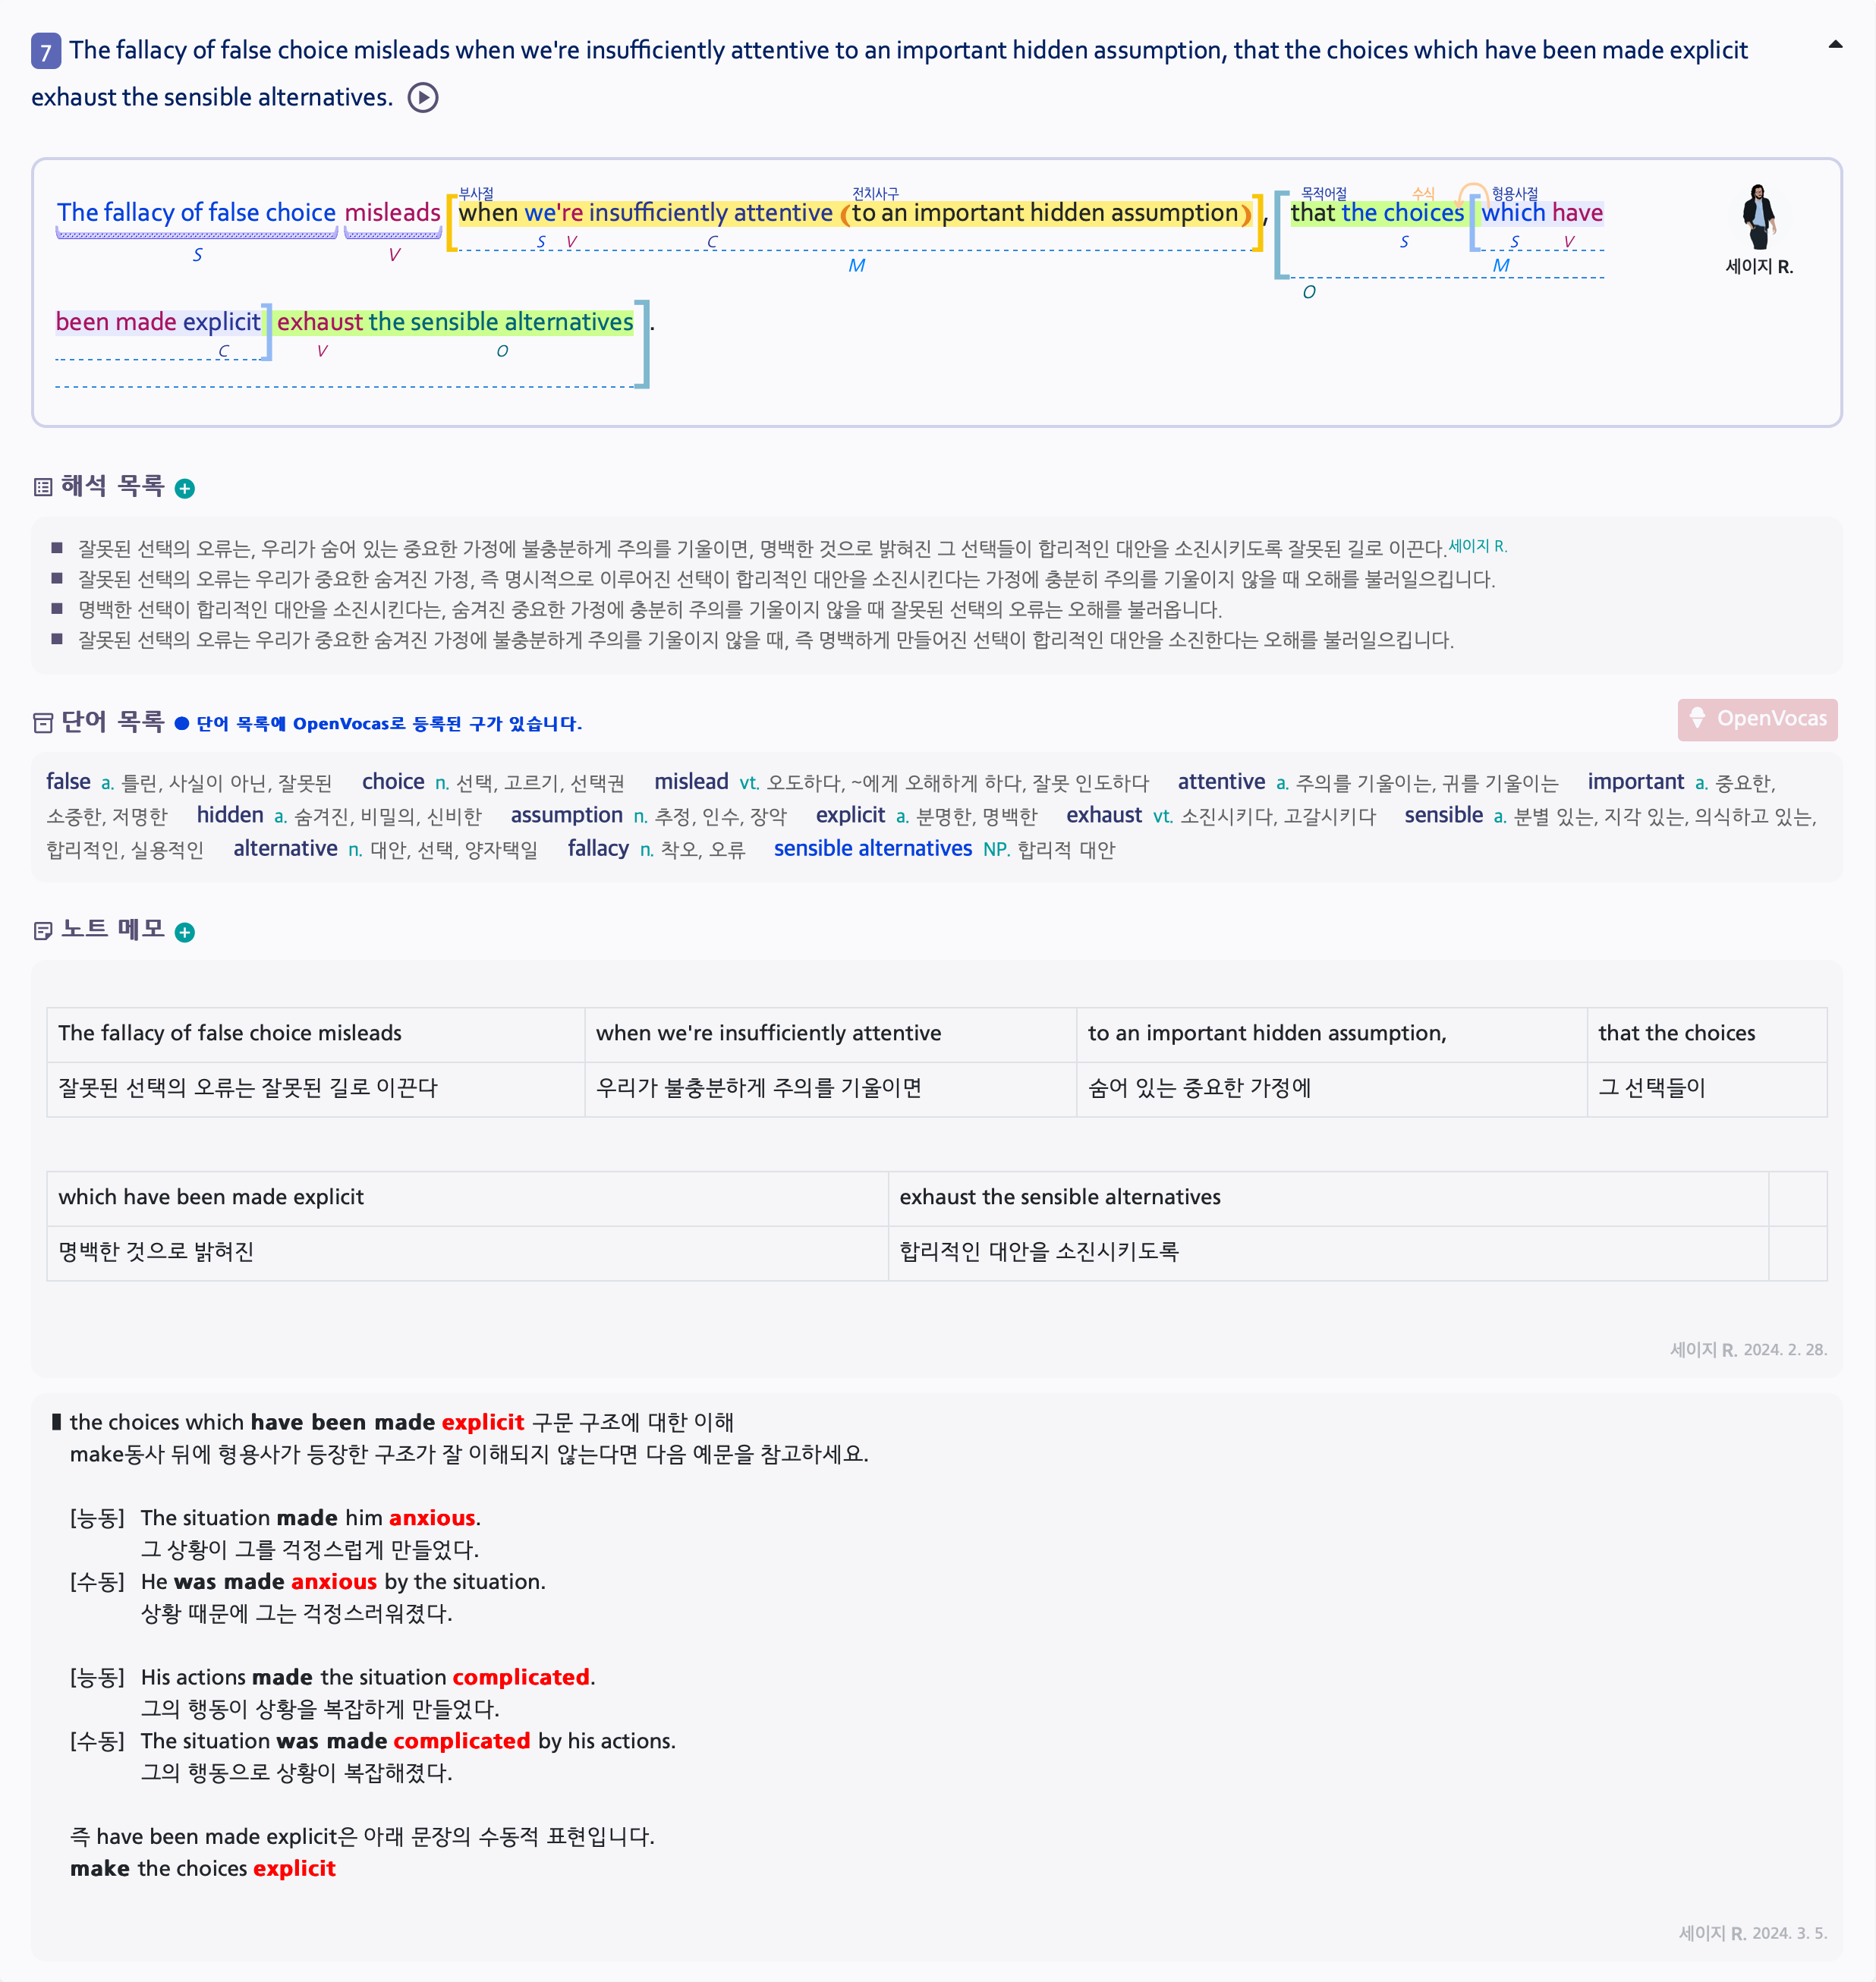 7 The fallacy of false choice misleads when we're insufficiently attentive to an important hidden assumption, that the choices which have been made explicit
exhaust the sensible alternatives.
부사절 전치사구 목적어절 수식 형용사절
The fallacy of false choice misleads [when we're insufficiently attentive (to an important hidden assumption)], [that the choices [which have
S V S V C S S V
M M
O
세이지 R.
been made explicit] exhaust the sensible alternatives].
C V O
해석 목록
■ 잘못된 선택의 오류는, 우리가 숨어 있는 중요한 가정에 불충분하게 주의를 기울이면, 명백한 것으로 밝혀진 그 선택들이 합리적인 대안을 소진시키도록 잘못된 길로 이끈다.세이지 R.
■ 잘못된 선택의 오류는 우리가 중요한 숨겨진 가정, 즉 명시적으로 이루어진 선택이 합리적인 대안을 소진시킨다는 가정에 충분히 주의를 기울이지 않을 때 오해를 불러일으킵니다.
■ 명백한 선택이 합리적인 대안을 소진시킨다는, 숨겨진 중요한 가정에 충분히 주의를 기울이지 않을 때 잘못된 선택의 오류는 오해를 불러옵니다.
■ 잘못된 선택의 오류는 우리가 중요한 숨겨진 가정에 불충분하게 주의를 기울이지 않을 때, 즉 명백하게 만들어진 선택이 합리적인 대안을 소진한다는 오해를 불러일으킵니다.
단어 목록 ● 단어 목록에 OpenVocas로 등록된 구가 있습니다. OpenVocas
false a. 틀린, 사실이 아닌, 잘못된 choice n. 선택, 고르기, 선택권 mislead vt. 오도하다, ~에게 오해하게 하다, 잘못 인도하다 attentive a. 주의를 기울이는, 귀를 기울이는 important a. 중요한,
소중한, 저명한 hidden a. 숨겨진, 비밀의, 신비한 assumption n. 추정, 인수, 장악 explicit a. 분명한, 명백한 exhaust vt. 소진시키다, 고갈시키다 sensible a. 분별 있는, 지각 있는, 의식하고 있는,
합리적인, 실용적인 alternative n. 대안, 선택, 양자택일 fallacy n. 착오, 오류 sensible alternatives NP. 합리적 대안
노트 메모
The fallacy of false choice misleads when we're insufficiently attentive to an important hidden assumption, that the choices
잘못된 선택의 오류는 잘못된 길로 이끈다 우리가 불충분하게 주의를 기울이면 숨어 있는 중요한 가정에 그 선택들이
which have been made explicit exhaust the sensible alternatives
명백한 것으로 밝혀진 합리적인 대안을 소진시키도록
세이지 R. 2024. 2. 28.
▮ the choices which have been made explicit 구문 구조에 대한 이해
make동사 뒤에 형용사가 등장한 구조가 잘 이해되지 않는다면 다음 예문을 참고하세요.
[능동] The situation made him anxious.
그 상황이 그를 걱정스럽게 만들었다.
[수동] He was made anxious by the situation.
상황 때문에 그는 걱정스러워졌다.
[능동] His actions made the situation complicated.
그의 행동이 상황을 복잡하게 만들었다.
[수동] The situation was made complicated by his actions.
그의 행동으로 상황이 복잡해졌다.
즉 have been made explicit은 아래 문장의 수동적 표현입니다.
make the choices explicit
세이지 R. 2024. 3. 5.